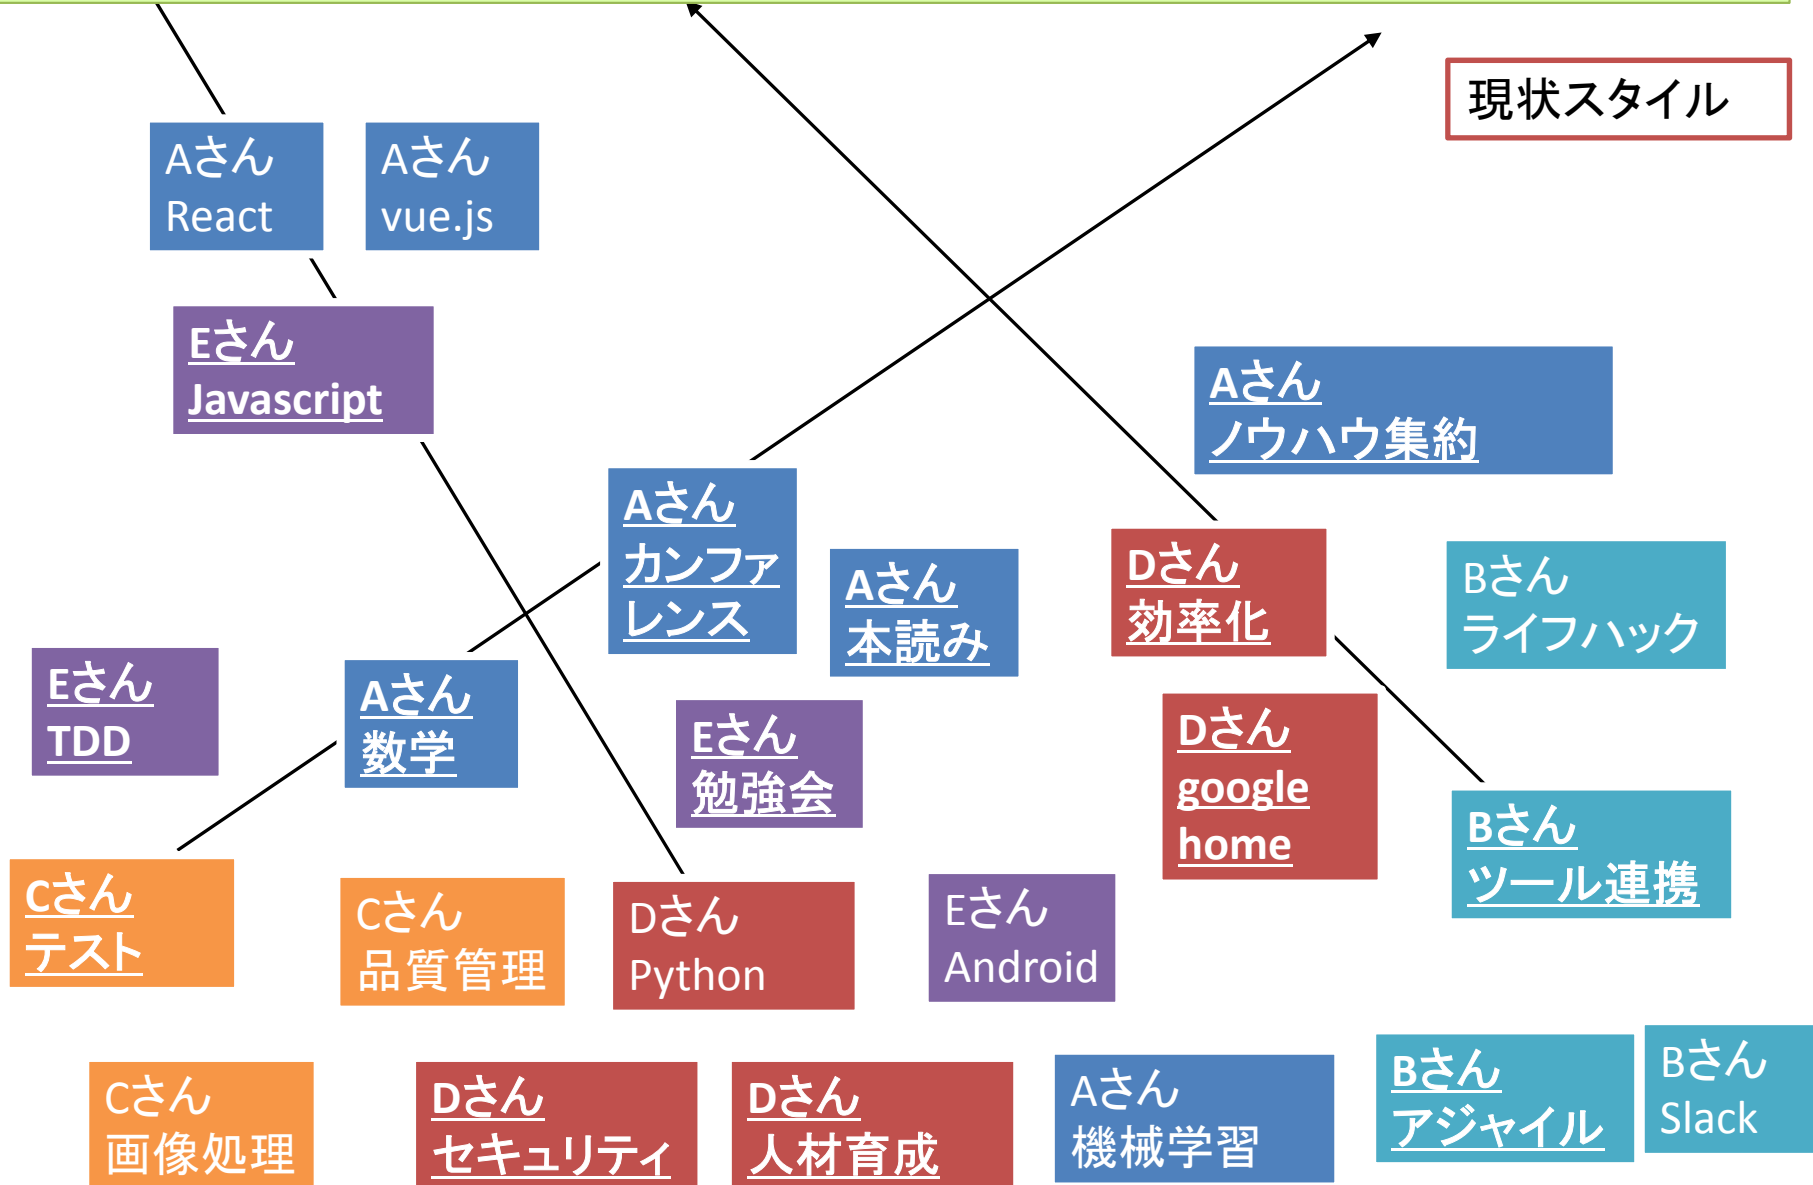 現状スタイル
Aさん
React
Aさん
vue.js
Eさん
Javascript
Aさん
ノウハウ集約
Aさん
カンファ
レンス
Aさん
本読み
Dさん
効率化
Bさん
ライフハック
Eさん
TDD
Aさん
数学
Eさん
勉強会
Dさん
google
home
Bさん
ツール連携
Cさん
テスト
Cさん
品質管理
Dさん
Python
Eさん
Android
Cさん
画像処理
Dさん
セキュリティ
Dさん
人材育成
Aさん
機械学習
Bさん
アジャイル
Bさん
Slack